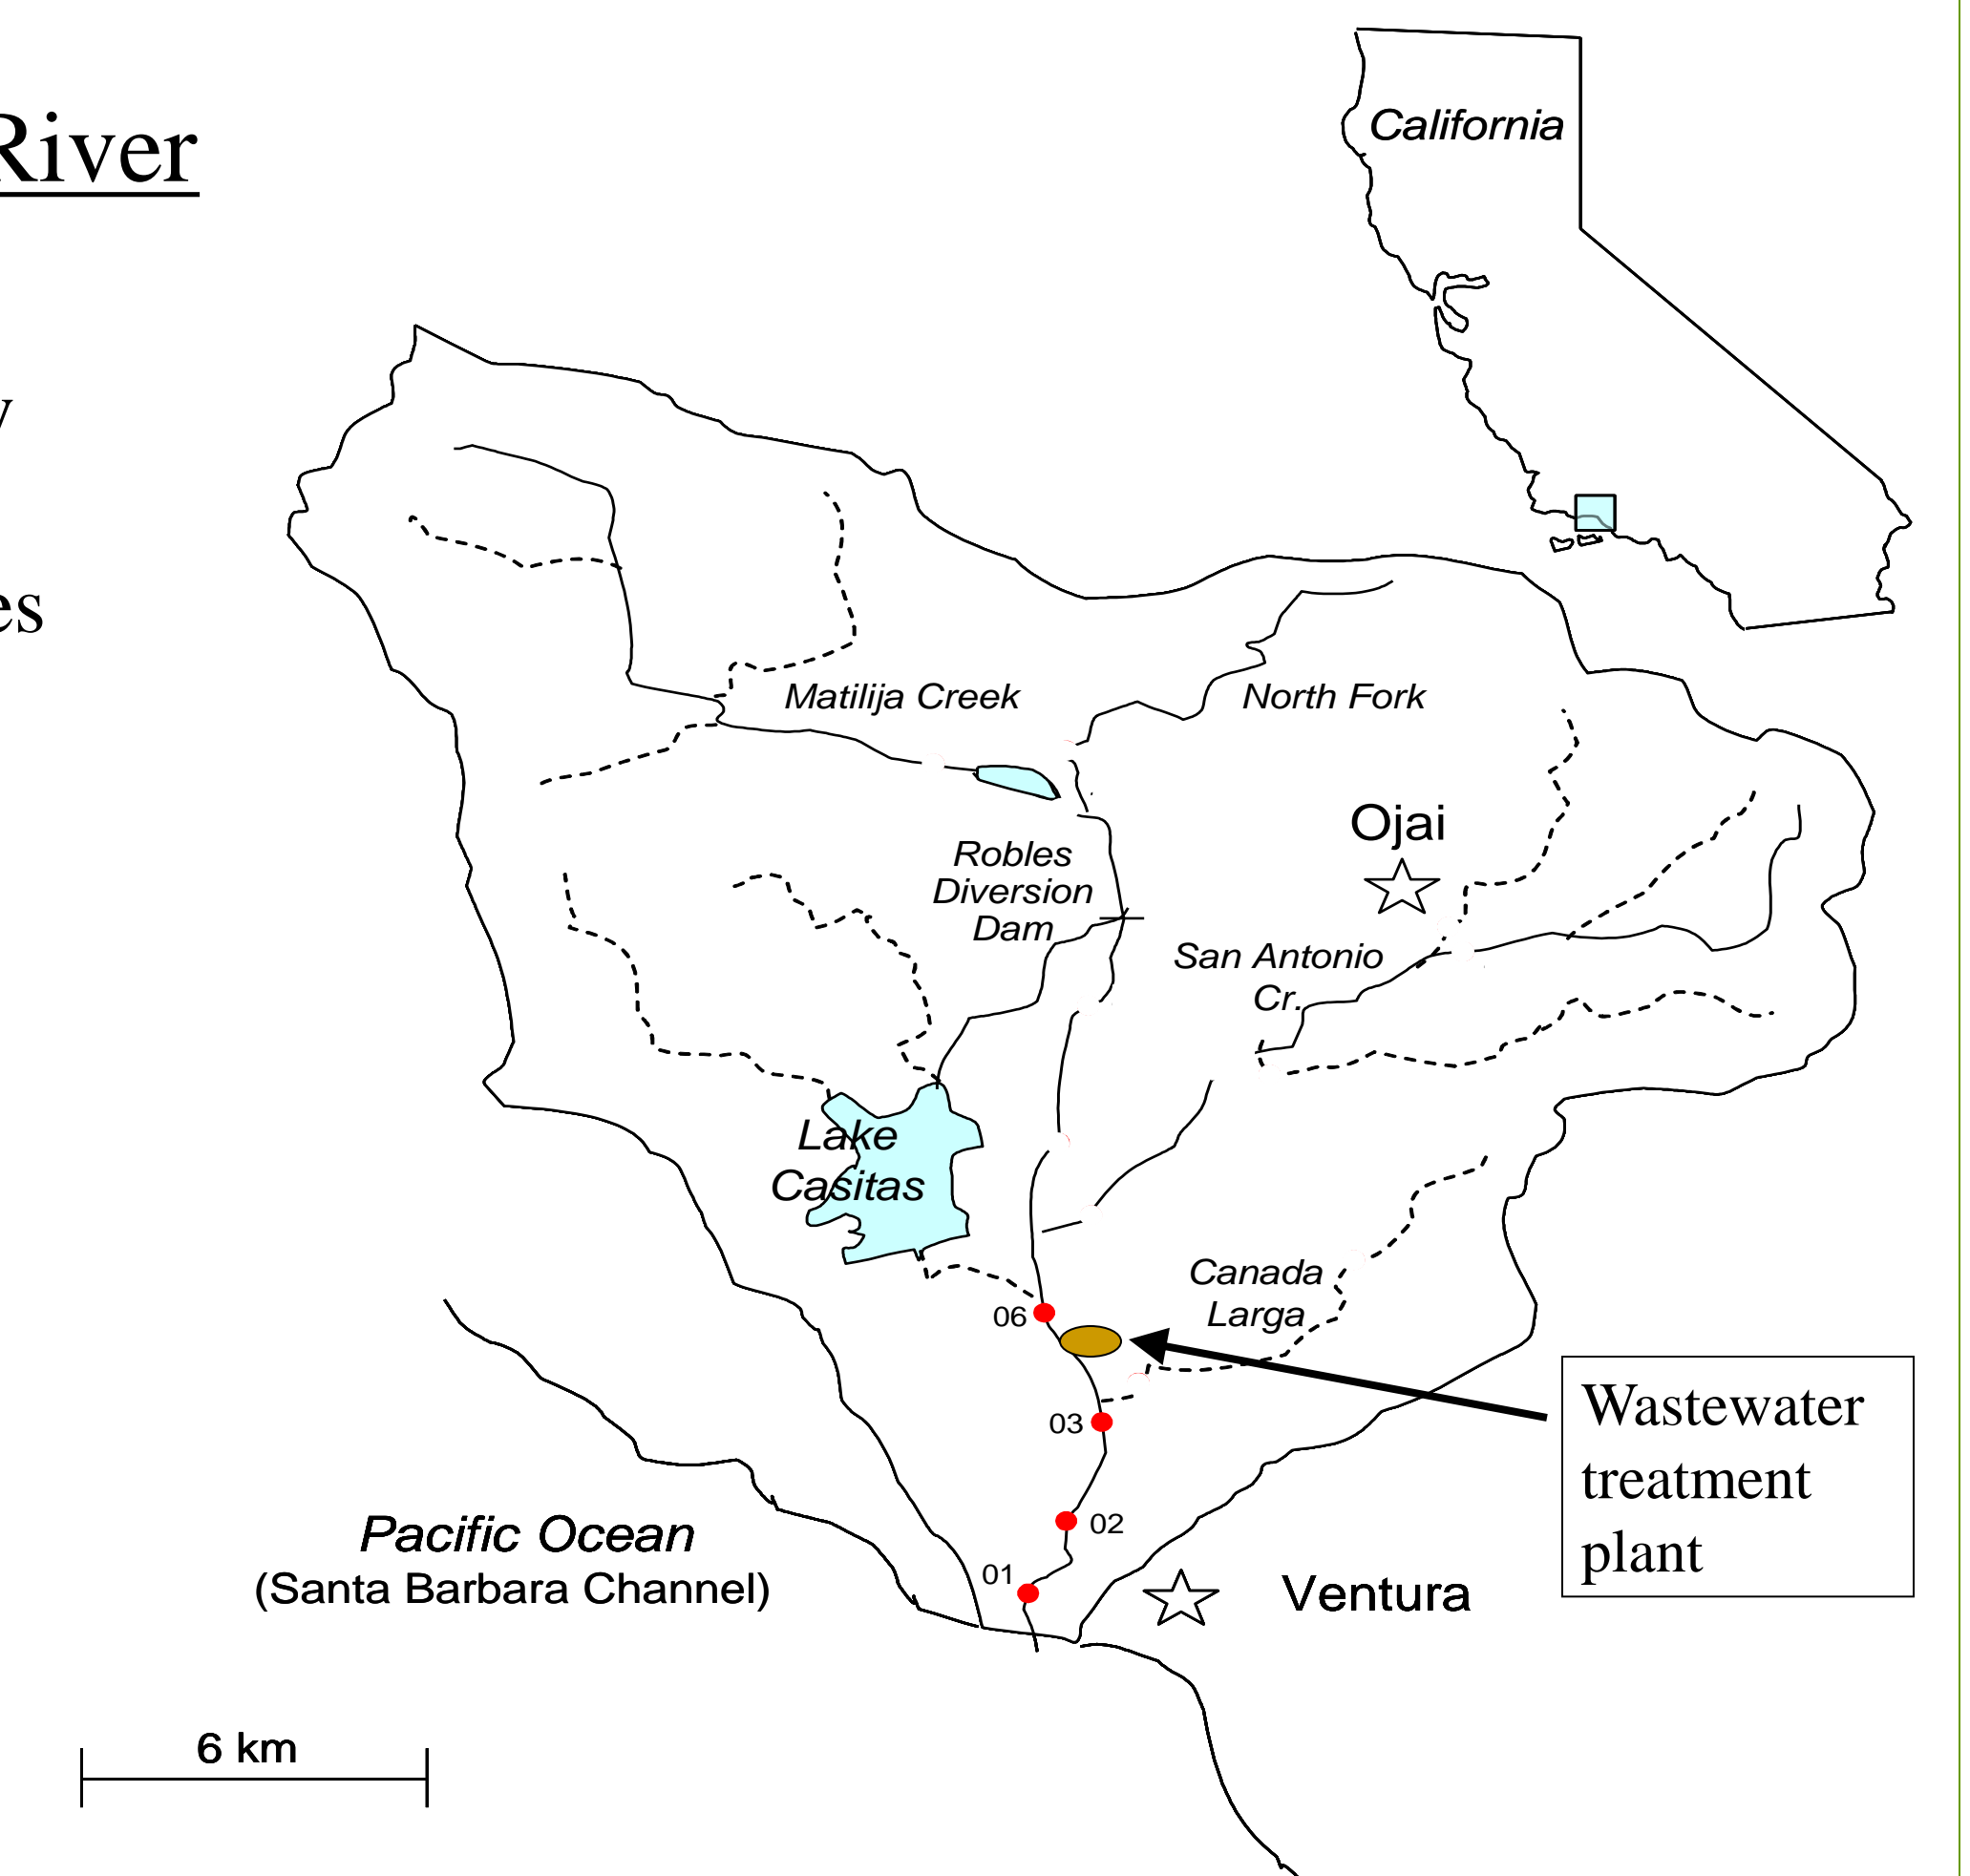 River
California
y
es
Matilija Creek
North Fork
Ojai
Robles
Diversion
Dam
San Antonio
Cr.
Lake
Casitas
Canada
Larga
06
03
Wastewater
treatment
plant
02
Pacific Ocean
(Santa Barbara Channel)
01
Ventura
6 km